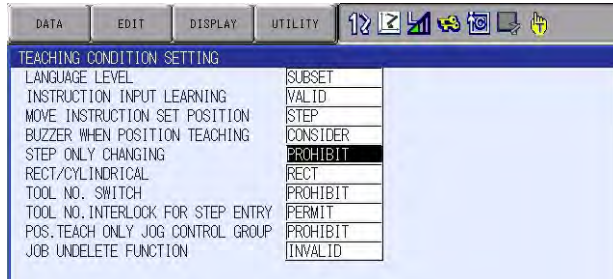 DATA EDIT DISPLAY UTILITY
TEACHING CONDITION SETTING
LANGUAGE LEVEL SUBSET
INSTRUCTION INPUT LEARNING VALID
MOVE INSTRUCTION SET POSITION STEP
BUZZER WHEN POSITION TEACHING CONSIDER
STEP ONLY CHANGING PROHIBIT
RECT/CYLINDRICAL RECT
TOOL NO. SWITCH PROHIBIT
TOOL NO.INTERLOCK FOR STEP ENTRY PERMIT
POS.TEACH ONLY JOG CONTROL GROUP PROHIBIT
JOB UNDELETE FUNCTION INVALID